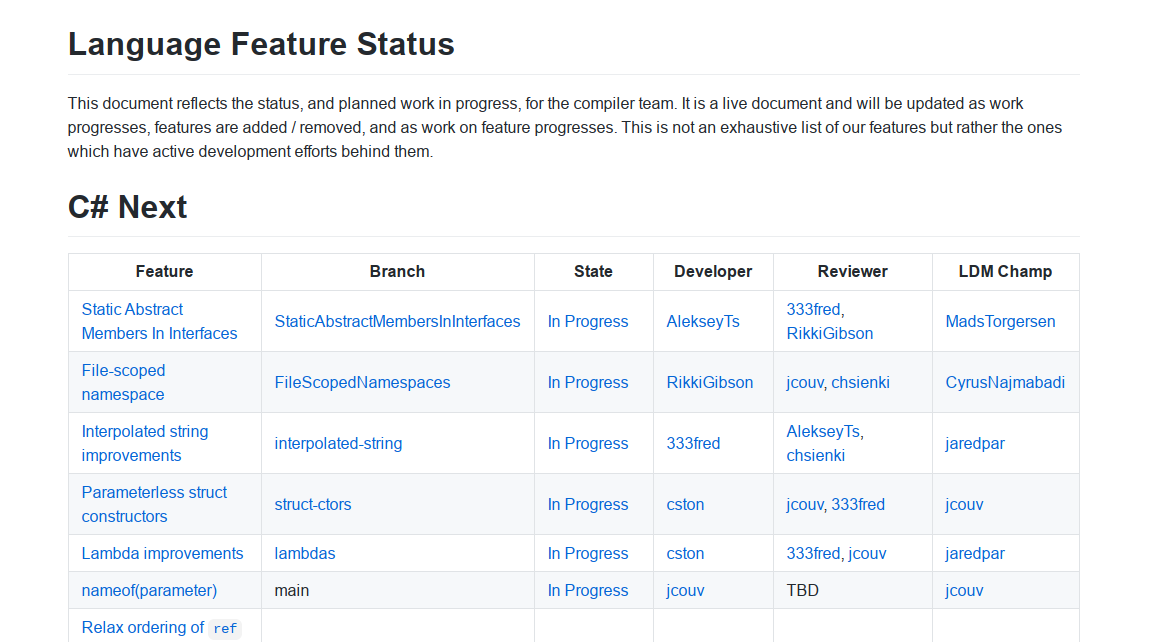 Language Feature Status
This document reflects the status, and planned work in progress, for the compiler team. It is a live document and will be updated as work
progresses, features are added / removed, and as work on feature progresses. This is not an exhaustive list of our features but rather the ones
which have active development efforts behind them.
C# Next
Feature Branch State Developer Reviewer LDM Champ
Static Abstract
Members In Interfaces
StaticAbstractMembersInInterfaces In Progress AlekseyTs
333fred,
RikkiGibson
MadsTorgersen
File-scoped
namespace
FileScopedNamespaces In Progress RikkiGibson jcouv, chsienki CyrusNajmabadi
Interpolated string
improvements
interpolated-string In Progress 333fred
AlekseyTs,
chsienki
jaredpar
Parameterless struct
constructors
struct-ctors In Progress cston jcouv, 333fred jcouv
Lambda improvements lambdas In Progress cston 333fred, jcouv jaredpar
nameof(parameter) main In Progress jcouv TBD jcouv
Relax ordering of ref